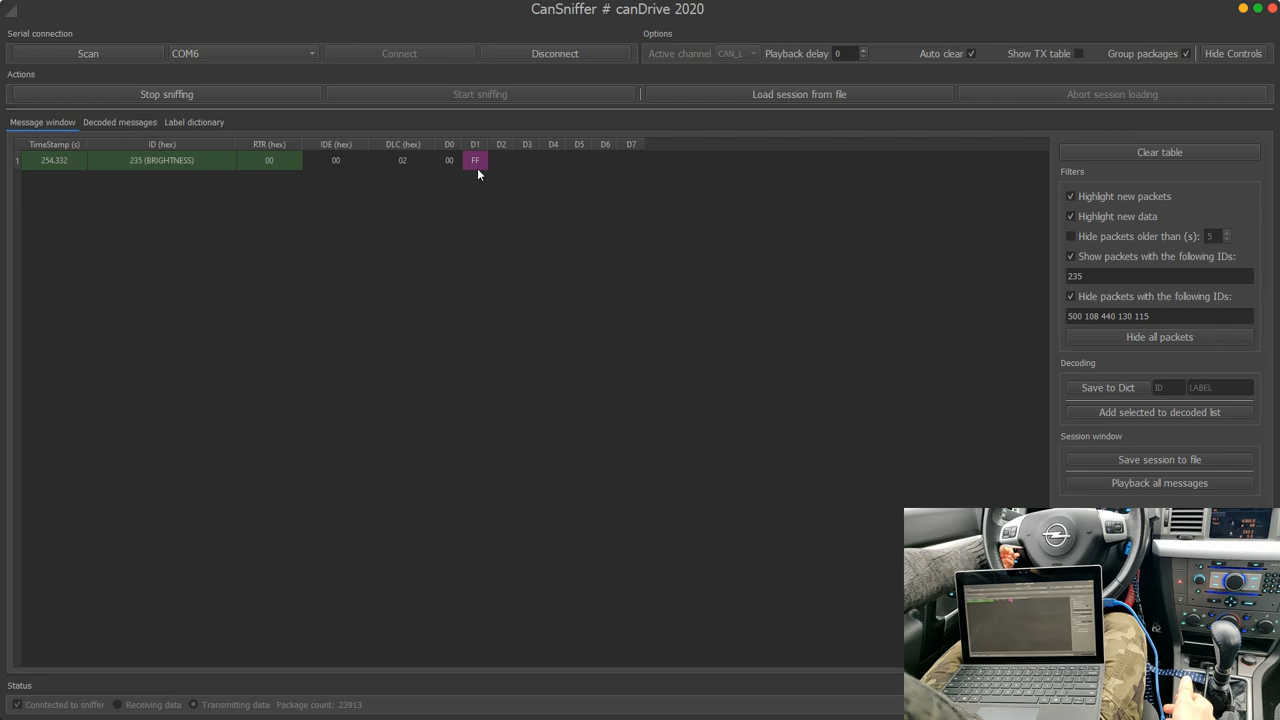 CanSniffer # canDrive 2020
Serial connection
Options
Scan
COM6
Connect
Disconnect
Active channel CAN_L
Playback delay 0
Auto clear
Show TX table
Group packages
Hide Controls
Actions
Stop sniffing
Start sniffing
Load session from file
Abort session loading
Message window
Decoded messages
Label dictionary
TimeStamp (s) ID (hex) RTR (hex) IDE (hex) DLC (hex) D0 D1 D2 D3 D4 D5 D6 D7
1 254.332 235 (BRIGHTNESS) 00 00 02 00 FF
Clear table
Filters
Highlight new packets
Highlight new data
Hide packets older than (s): 5
Show packets with the following IDs:
235
Hide packets with the following IDs:
500 108 440 130 115
Hide all packets
Decoding
Save to Dict ID LABEL
Add selected to decoded list
Session window
Save session to file
Playback all messages
Status
Conntected to sniffer
Receiving data
Transmitting data
Package count: